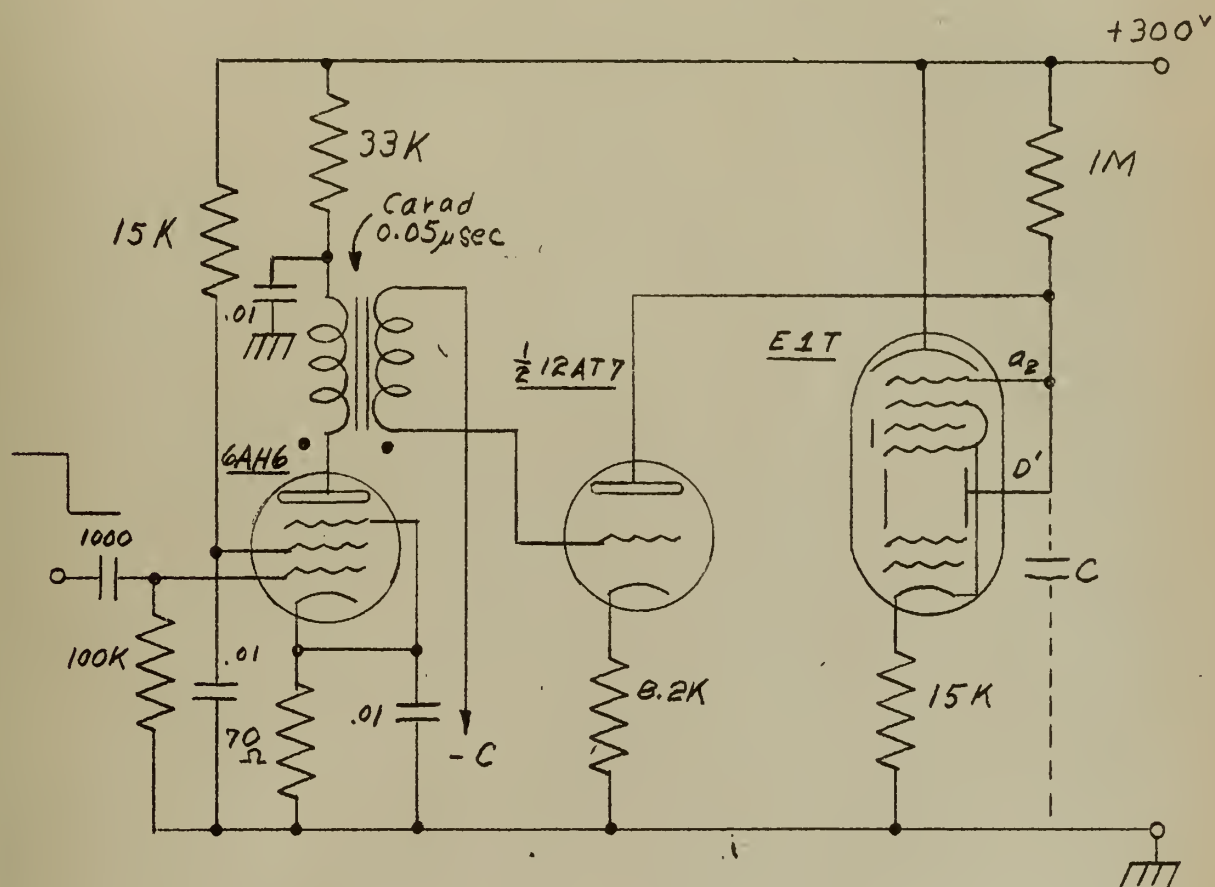 +300V
33K
1M
Carad
0.05μsec
15K
.01
E1T
½ 12AT7
a2
6AH6
D'
1000
C
100K
.01
8.2K
15K
.01
70
Ω
- C